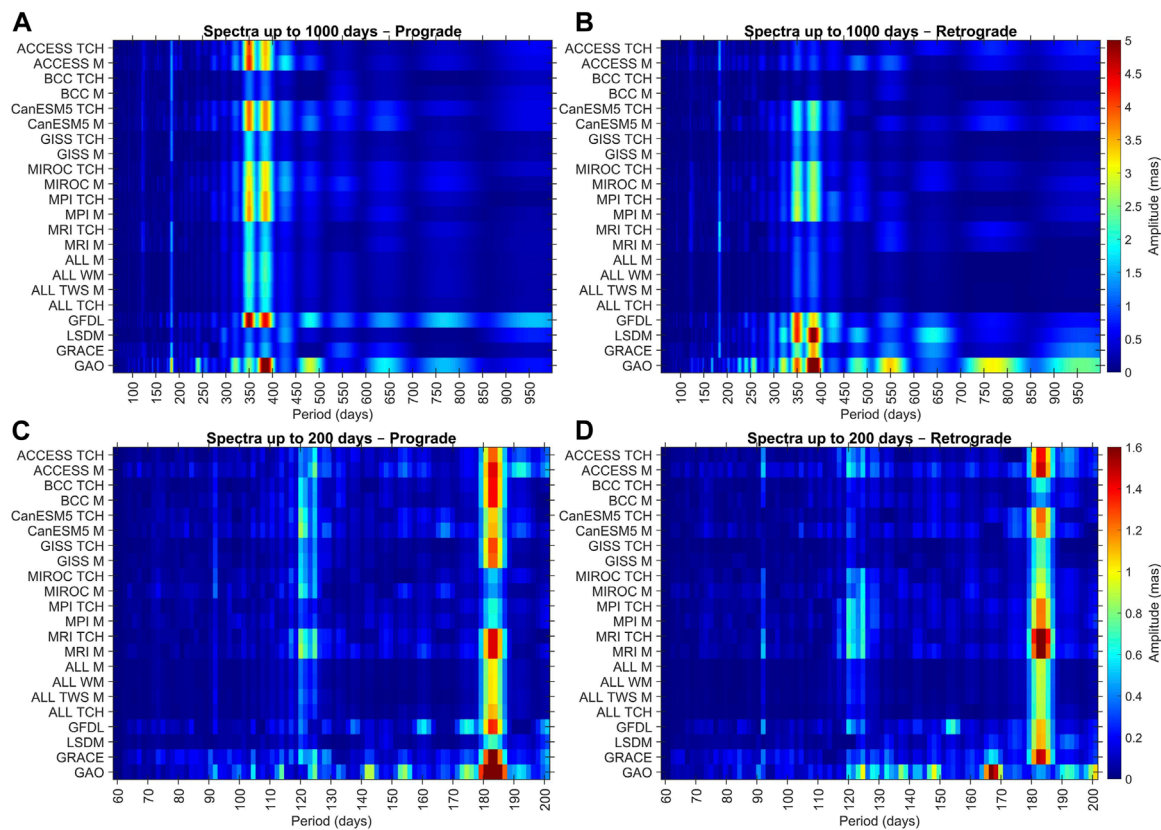 A
Spectra up to 1000 days – Prograde
ACCESS TCH
ACCESS M
BCC TCH
BCC M
CanESM5 TCH
CanESM5 M
GISS TCH
GISS M
MIROC TCH
MIROC M
MPI TCH
MPI M
MRI TCH
MRI M
ALL M
ALL WM
ALL TWS M
ALL TCH
GFDL
LSDM
GRACE
GAO
100 150 200 250 300 350 400 450 500 550 600 650 700 750 800 850 900 950
Period (days)
B
Spectra up to 1000 days – Retrograde
ACCESS TCH
ACCESS M
BCC TCH
BCC M
CanESM5 TCH
CanESM5 M
GISS TCH
GISS M
MIROC TCH
MIROC M
MPI TCH
MPI M
MRI TCH
MRI M
ALL M
ALL WM
ALL TWS M
ALL TCH
GFDL
LSDM
GRACE
GAO
100 150 200 250 300 350 400 450 500 550 600 650 700 750 800 850 900 950
Period (days)
5
4.5
4
3.5
3
2.5
2
1.5
1
0.5
0
Amplitude (mas)
C
Spectra up to 200 days – Prograde
ACCESS TCH
ACCESS M
BCC TCH
BCC M
CanESM5 TCH
CanESM5 M
GISS TCH
GISS M
MIROC TCH
MIROC M
MPI TCH
MPI M
MRI TCH
MRI M
ALL M
ALL WM
ALL TWS M
ALL TCH
GFDL
LSDM
GRACE
GAO
60 70 80 90 100 110 120 130 140 150 160 170 180 190 200
Period (days)
D
Spectra up to 200 days – Retrograde
ACCESS TCH
ACCESS M
BCC TCH
BCC M
CanESM5 TCH
CanESM5 M
GISS TCH
GISS M
MIROC TCH
MIROC M
MPI TCH
MPI M
MRI TCH
MRI M
ALL M
ALL WM
ALL TWS M
ALL TCH
GFDL
LSDM
GRACE
GAO
60 70 80 90 100 110 120 130 140 150 160 170 180 190 200
Period (days)
1.6
1.4
1.2
1
0.8
0.6
0.4
0.2
0
Amplitude (mas)